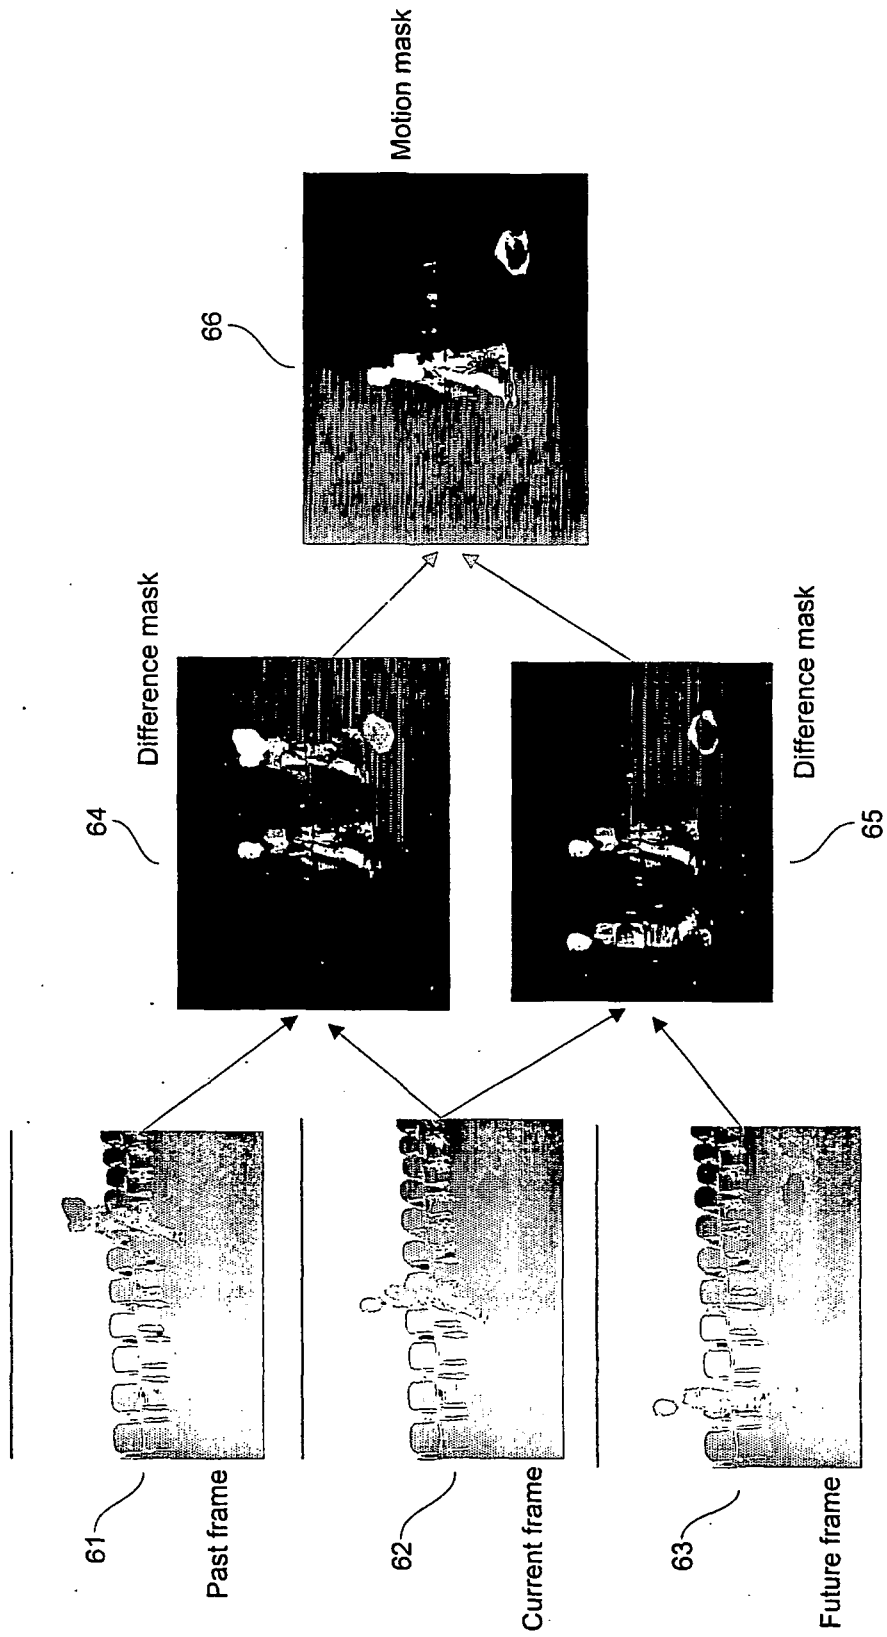 61
Past frame
62
Current frame
63
Future frame
64
Difference mask
65
Difference mask
66
Motion mask